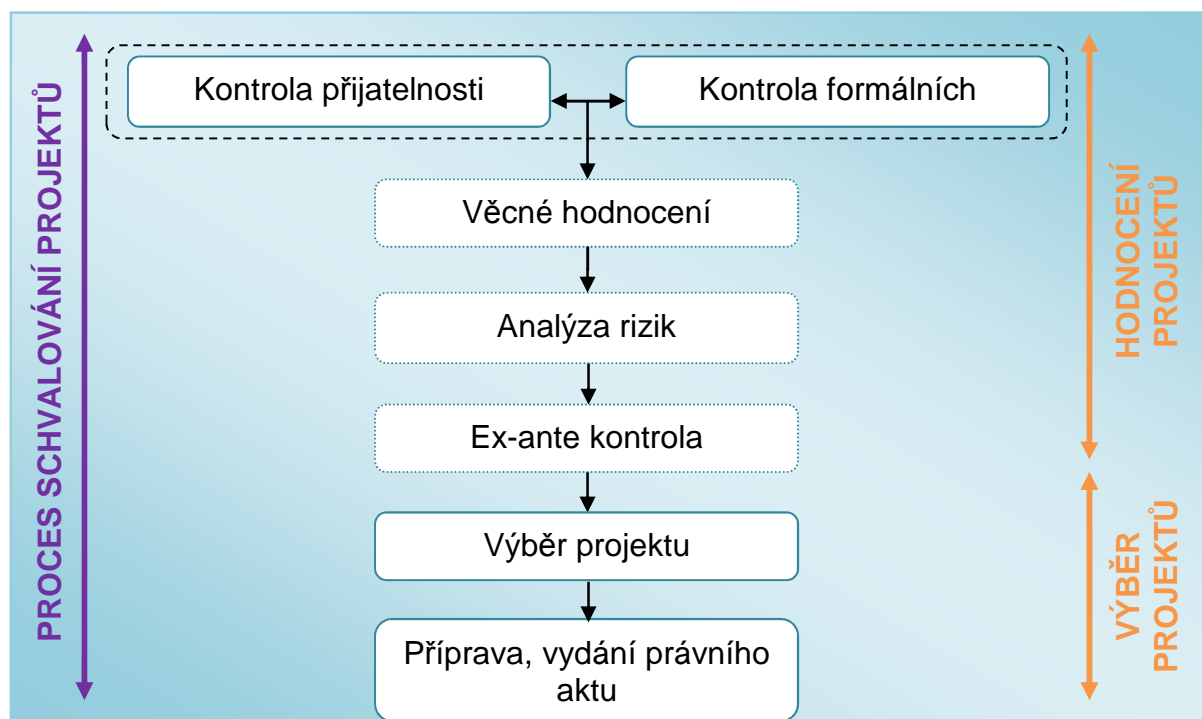 PROCES SCHVALOVÁNÍ PROJEKTŮ
Kontrola přijatelnosti
Kontrola formálních
Věcné hodnocení
Analýza rizik
Ex-ante kontrola
Výběr projektu
Příprava, vydání právního
aktu
HODNOCENÍ
PROJEKTŮ
VÝBĚR
PROJEKTŮ